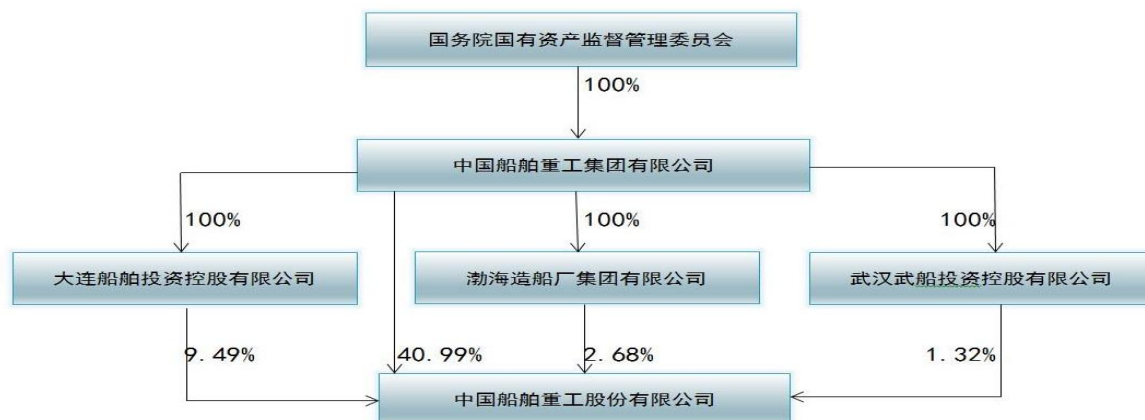 国务院国有资产监督管理委员会
100%
中国船舶重工集团有限公司
100%
100%
100%
大连船舶投资控股有限公司
渤海造船厂集团有限公司
武汉武船投资控股有限公司
9.49%
40.99%
2.68%
1.32%
中国船舶重工股份有限公司